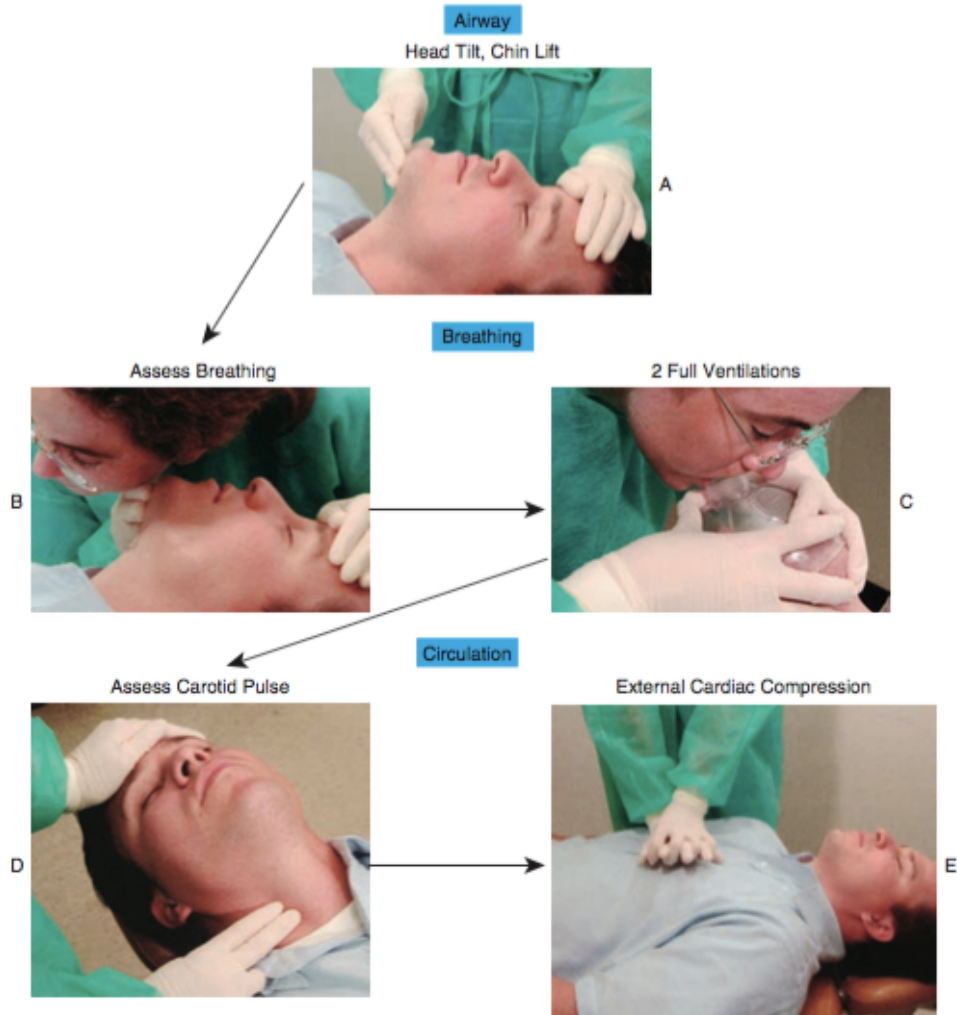 Airway
Head Tilt, Chin Lift
A
Breathing
Assess Breathing
2 Full Ventilations
B
C
Circulation
Assess Carotid Pulse
External Cardiac Compression
D
E